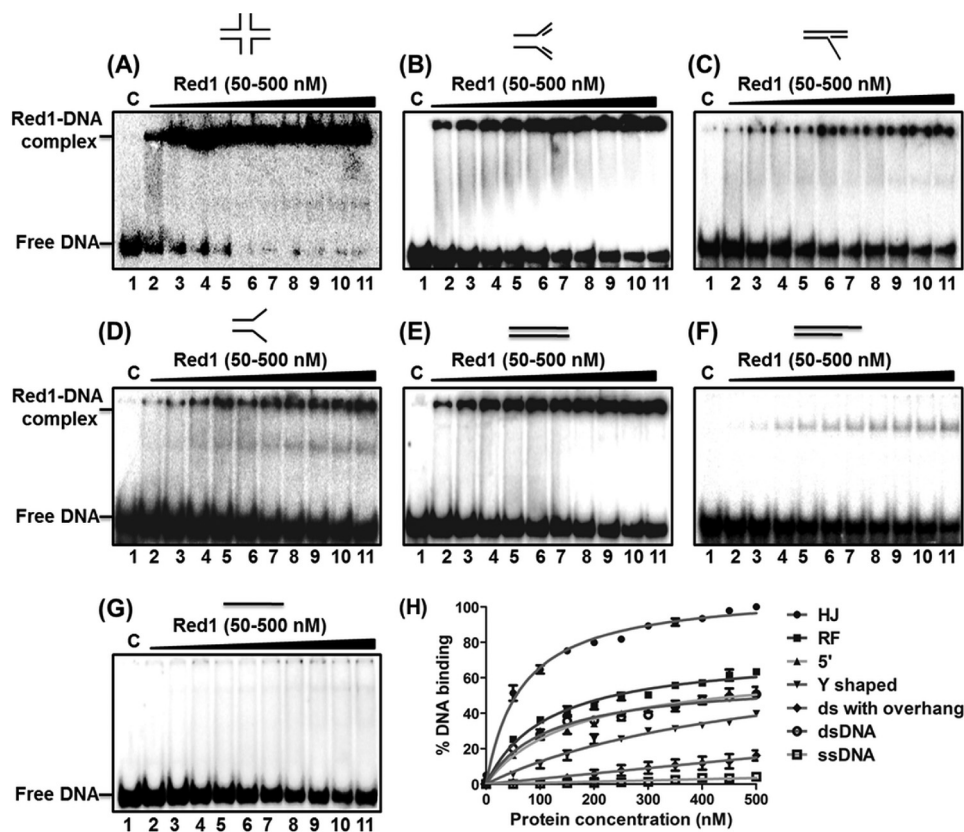 (A)
Red1 (50-500 nM)
C
Red1-DNA
complex
Free DNA
1 2 3 4 5 6 7 8 9 10 11
(B)
Red1 (50-500 nM)
C
1 2 3 4 5 6 7 8 9 10 11
(C)
Red1 (50-500 nM)
C
1 2 3 4 5 6 7 8 9 10 11
(D)
Red1 (50-500 nM)
C
Red1-DNA
complex
Free DNA
1 2 3 4 5 6 7 8 9 10 11
(E)
Red1 (50-500 nM)
C
1 2 3 4 5 6 7 8 9 10 11
(F)
Red1 (50-500 nM)
C
1 2 3 4 5 6 7 8 9 10 11
(G)
Red1 (50-500 nM)
C
Free DNA
1 2 3 4 5 6 7 8 9 10 11
(H)
% DNA binding
100
80
60
40
20
0
0 100 200 300 400 500
Protein concentration (nM)
HJ
RF
5'
Y shaped
ds with overhang
dsDNA
ssDNA